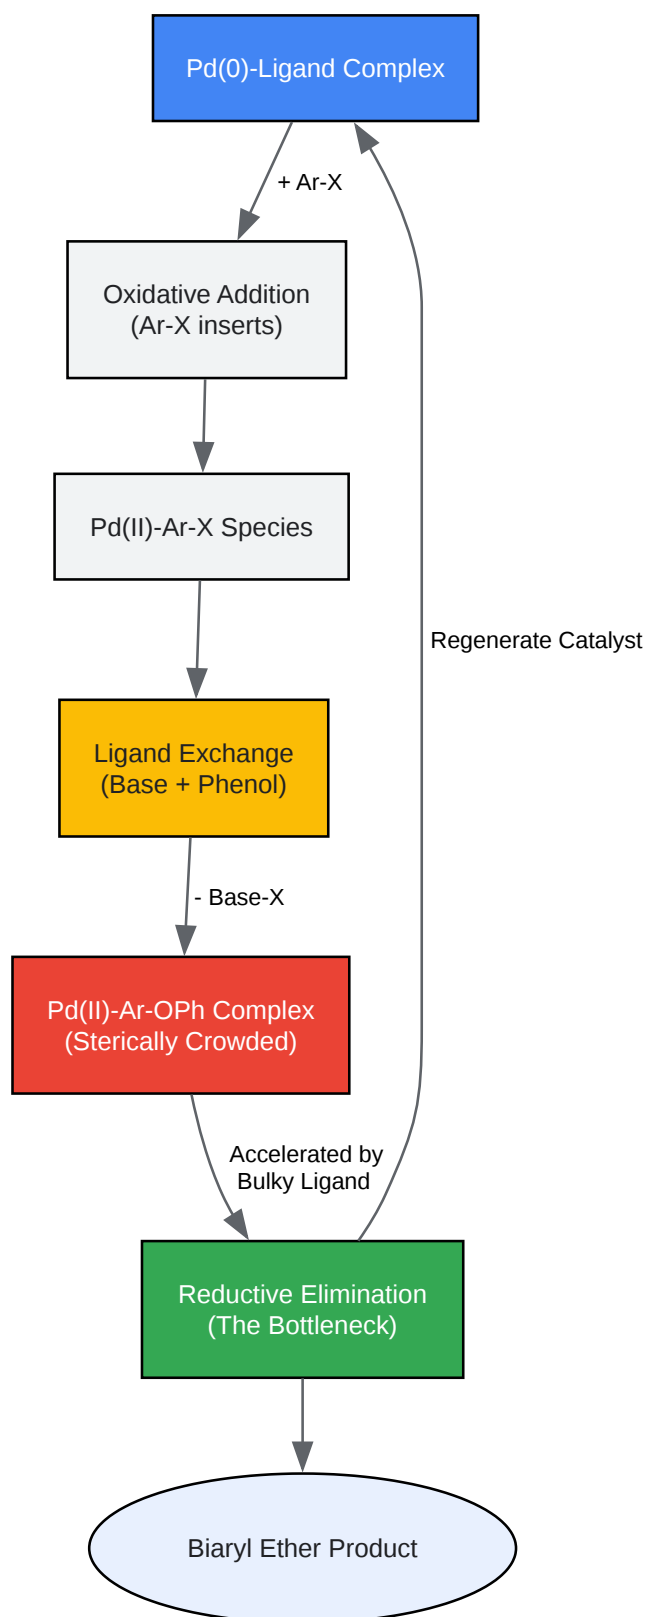 Pd(0)-Ligand Complex
+ Ar-X
Oxidative Addition
(Ar-X inserts)
Pd(II)-Ar-X Species
Regenerate Catalyst
Ligand Exchange
(Base + Phenol)
- Base-X
Pd(II)-Ar-OPh Complex
(Sterically Crowded)
Accelerated by
Bulky Ligand
Reductive Elimination
(The Bottleneck)
Biaryl Ether Product